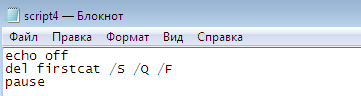 script4 — Блокнот
Файл Правка Формат Вид Справка
echo off
del firstcat /S /Q /F
pause